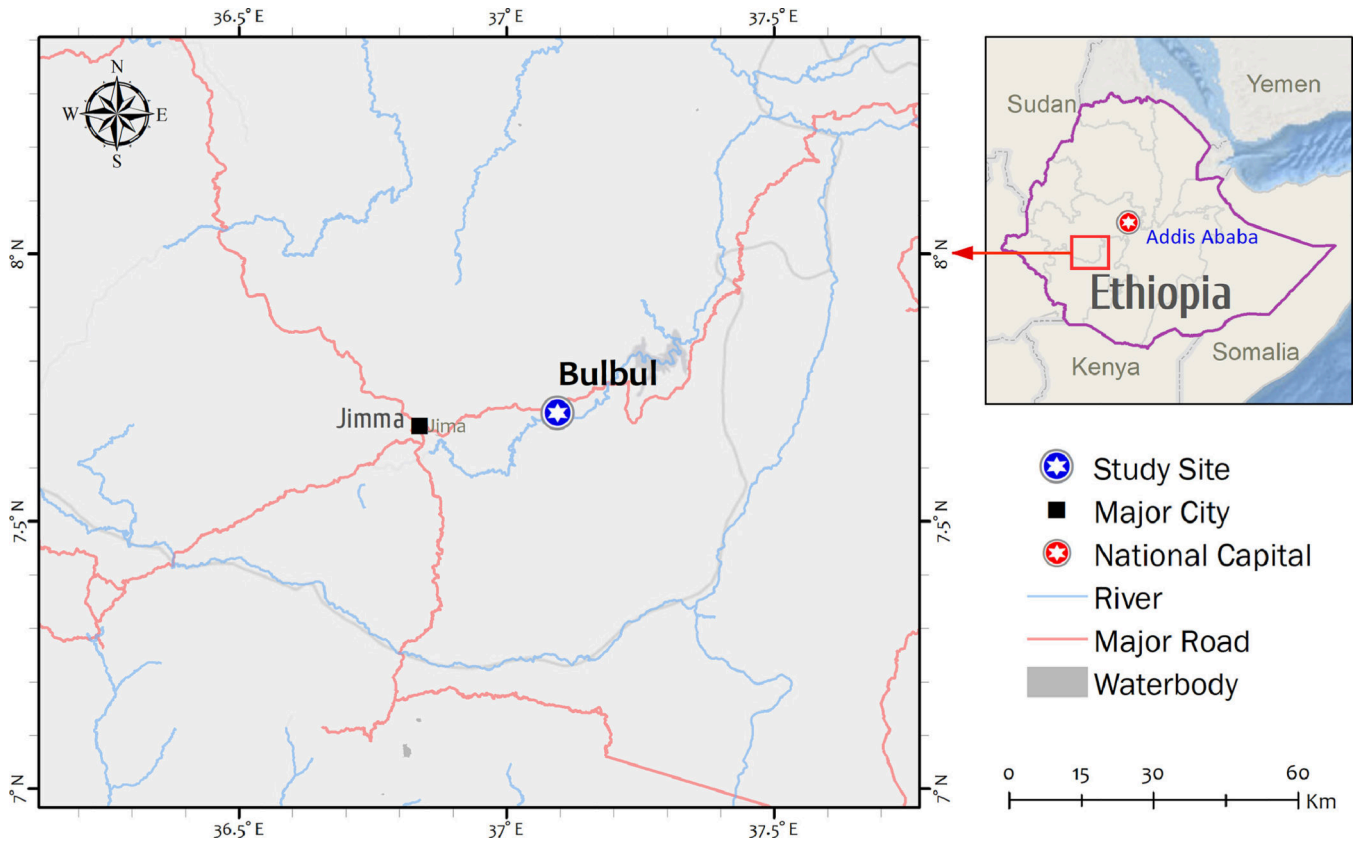 36.5°E 37°E 37.5°E
N
W E
S
8°N
7.5°N
7°N
Bulbul
Jimma
Jima
8°N
7.5°N
7°N
36.5°E 37°E 37.5°E
Sudan
Yemen
Addis Ababa
Ethiopia
Kenya
Somalia
Study Site
Major City
National Capital
River
Major Road
Waterbody
0 15 30 60
Km